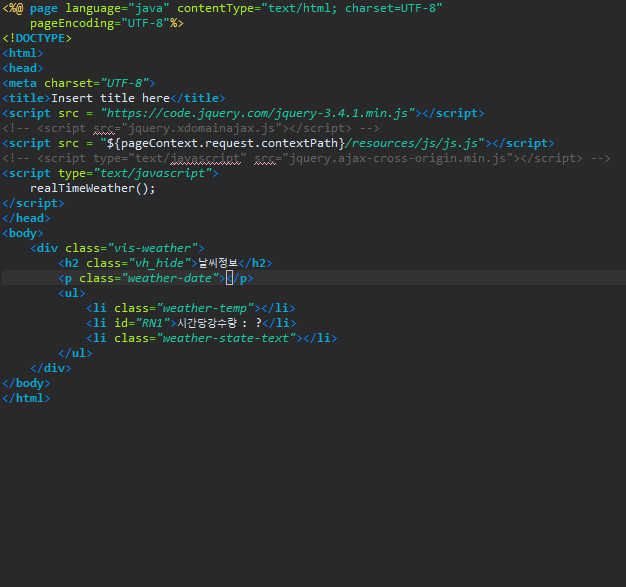 <%@ page language="java" contentType="text/html; charset=UTF-8"
    pageEncoding="UTF-8"%>
<!DOCTYPE>
<html>
<head>
<meta charset="UTF-8">
<title>Insert title here</title>
<script src = "https://code.jquery.com/jquery-3.4.1.min.js"></script>
<!-- <script src="jquery.xdomainajax.js"></script> -->
<script src = "${pageContext.request.contextPath}/resources/js/js.js"></script>
<!-- <script type="text/javascript" src="jquery.ajax-cross-origin.min.js"></script> -->
<script type="text/javascript">
    realTimeWeather();
</script>
</head>
<body>
    <div class="vis-weather">
        <h2 class="vh_hide">날씨정보</h2>
        <p class="weather-date"></p>
        <ul>
            <li class="weather-temp"></li>
            <li id="RN1">시간당강수량 : ?</li>
            <li class="weather-state-text"></li>
        </ul>
    </div>
</body>
</html>